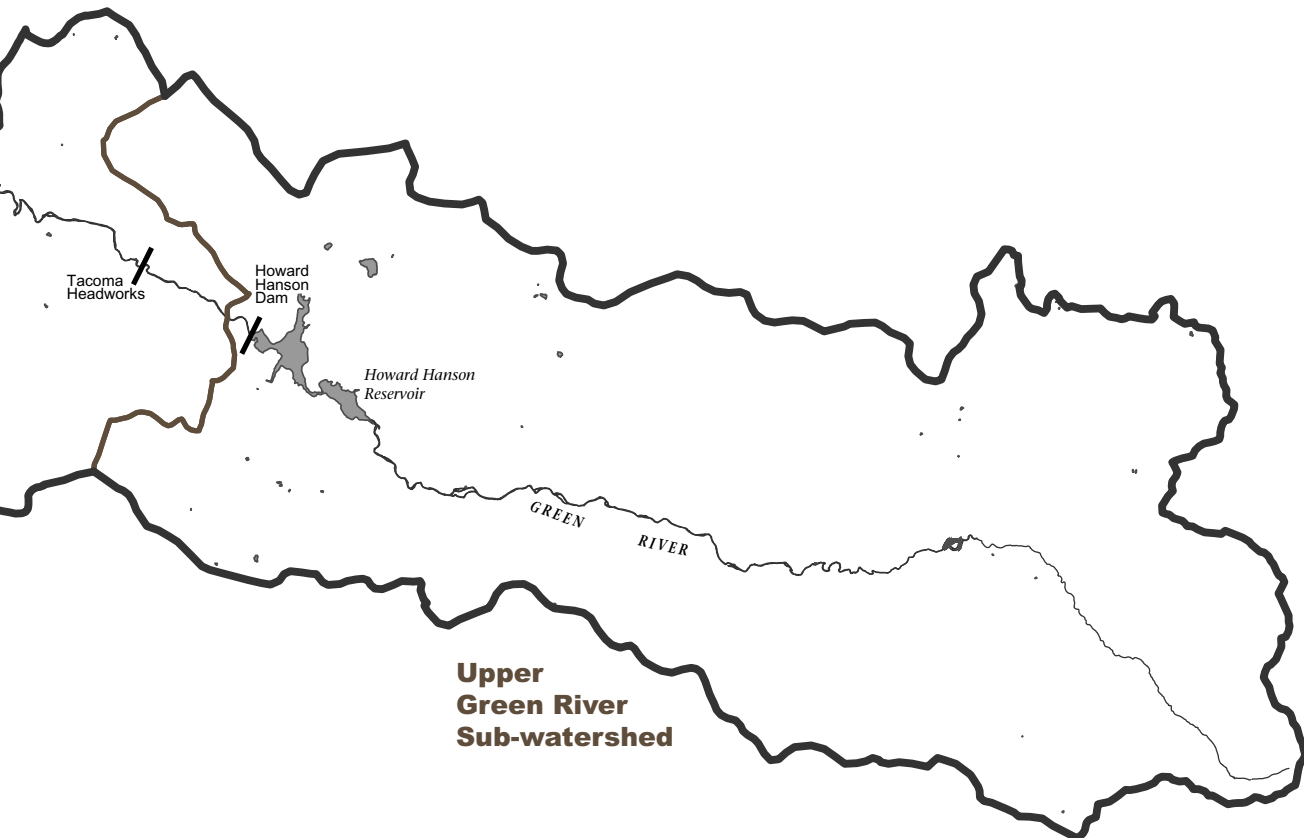 Howard
Hanson
Dam
Tacoma
Headworks
Howard Hanson
Reservoir
GREEN
RIVER
Upper
Green River
Sub-watershed